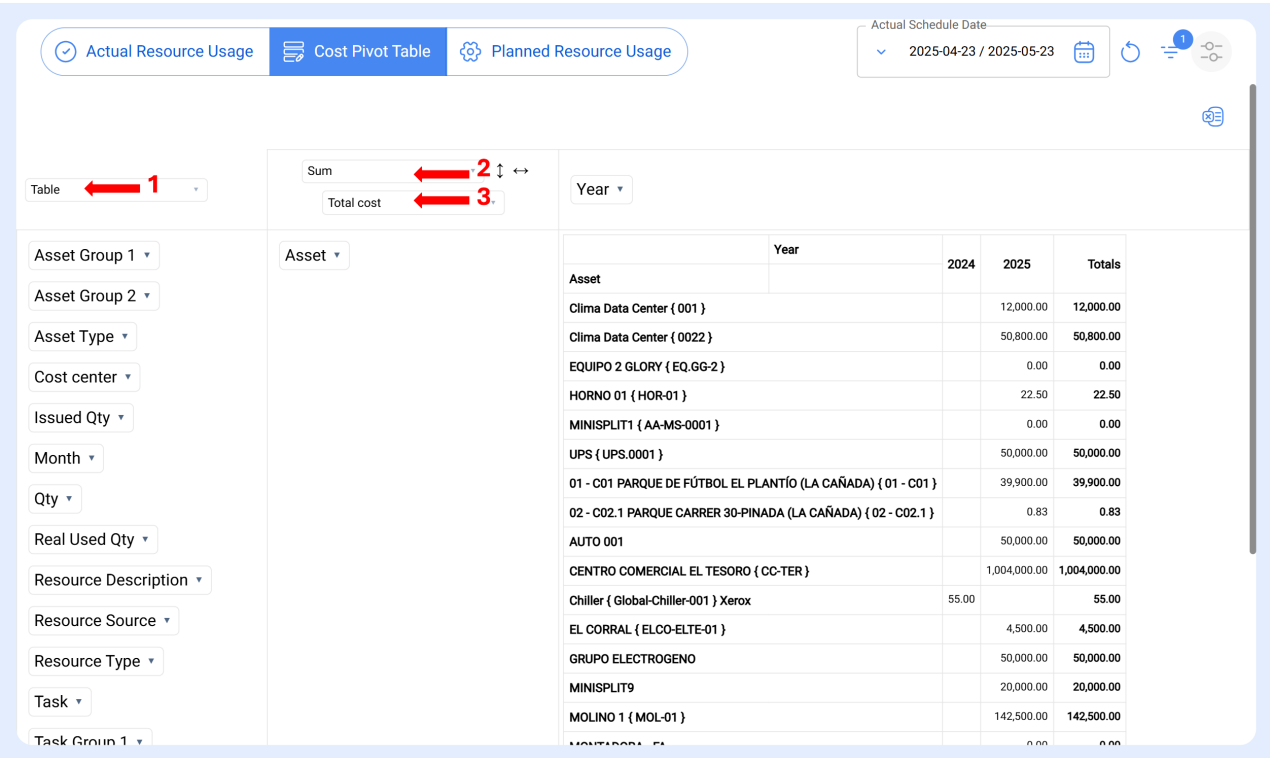 Actual Resource Usage
Cost Pivot Table
Planned Resource Usage
Actual Schedule Date
2025-04-23 / 2025-05-23
1
Table
1
Sum
2
Total cost
3
Year
Asset Group 1
Asset Group 2
Asset Type
Cost center
Issued Qty
Month
Qty
Real Used Qty
Resource Description
Resource Source
Resource Type
Task
Task Group 1
Asset
Year 2024 2025 Totals
Asset
Clima Data Center { 001 } 12,000.00 12,000.00
Clima Data Center { 0022 } 50,800.00 50,800.00
EQUIPO 2 GLORY { EQ.GG-2 } 0.00 0.00
HORNO 01 { HOR-01 } 22.50 22.50
MINISPLIT1 { AA-MS-0001 } 0.00 0.00
UPS { UPS.0001 } 50,000.00 50,000.00
01 - C01 PARQUE DE FÚTBOL EL PLANTÍO (LA CAÑADA) { 01 - C01 } 39,900.00 39,900.00
02 - C02.1 PARQUE CARRER 30-PINADA (LA CAÑADA) { 02 - C02.1 } 0.83 0.83
AUTO 001 50,000.00 50,000.00
CENTRO COMERCIAL EL TESORO { CC-TER } 1,004,000.00 1,004,000.00
Chiller { Global-Chiller-001 } Xerox 55.00 55.00
EL CORRAL { ELCO-ELTE-01 } 4,500.00 4,500.00
GRUPO ELECTROGENO 50,000.00 50,000.00
MINISPLIT9 20,000.00 20,000.00
MOLINO 1 { MOL-01 } 142,500.00 142,500.00
0.00 0.00